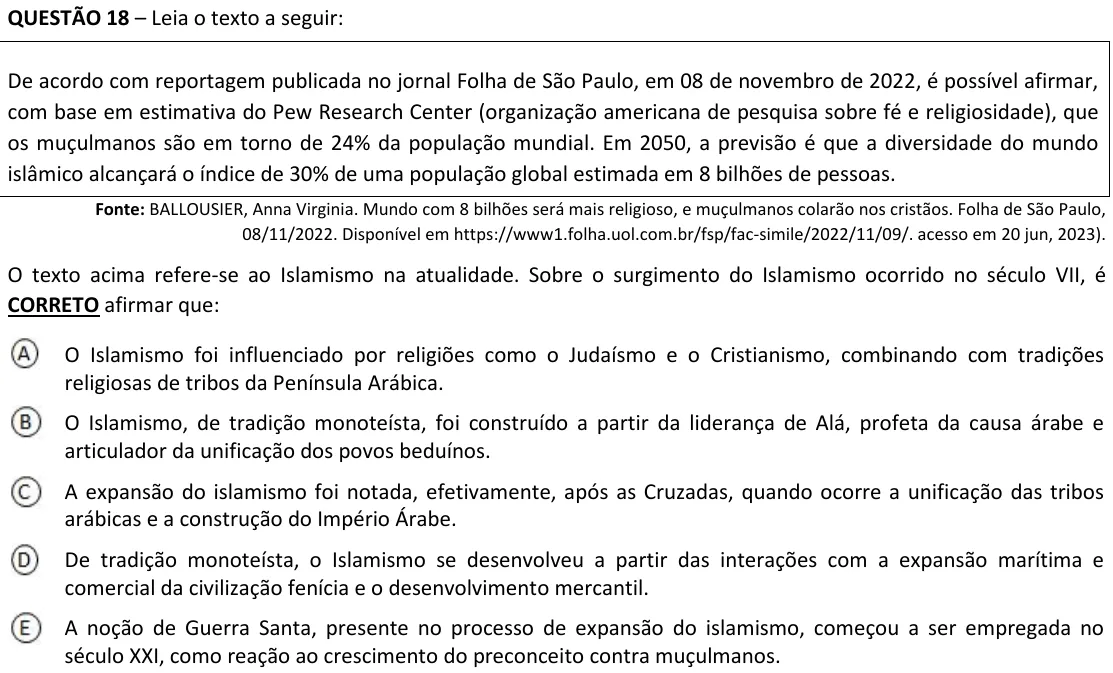 QUESTÃO 18 – Leia o texto a seguir:
De acordo com reportagem publicada no jornal Folha de São Paulo, em 08 de novembro de 2022, é possível afirmar,
com base em estimativa do Pew Research Center (organização americana de pesquisa sobre fé e religiosidade), que
os muçulmanos são em torno de 24% da população mundial. Em 2050, a previsão é que a diversidade do mundo
islâmico alcançará o índice de 30% de uma população global estimada em 8 bilhões de pessoas.
Fonte: BALLOUSIER, Anna Virginia. Mundo com 8 bilhões será mais religioso, e muçulmanos colarão nos cristãos. Folha de São Paulo,
08/11/2022. Disponível em https://www1.folha.uol.com.br/fsp/fac-simile/2022/11/09/. acesso em 20 jun, 2023).
O texto acima refere-se ao Islamismo na atualidade. Sobre o surgimento do Islamismo ocorrido no século VII, é
CORRETO afirmar que:
A O Islamismo foi influenciado por religiões como o Judaísmo e o Cristianismo, combinando com tradições
religiosas de tribos da Península Arábica.
B O Islamismo, de tradição monoteísta, foi construído a partir da liderança de Alá, profeta da causa árabe e
articulador da unificação dos povos beduínos.
C A expansão do islamismo foi notada, efetivamente, após as Cruzadas, quando ocorre a unificação das tribos
arábicas e a construção do Império Árabe.
D De tradição monoteísta, o Islamismo se desenvolveu a partir das interações com a expansão marítima e
comercial da civilização fenícia e o desenvolvimento mercantil.
E A noção de Guerra Santa, presente no processo de expansão do islamismo, começou a ser empregada no
século XXI, como reação ao crescimento do preconceito contra muçulmanos.